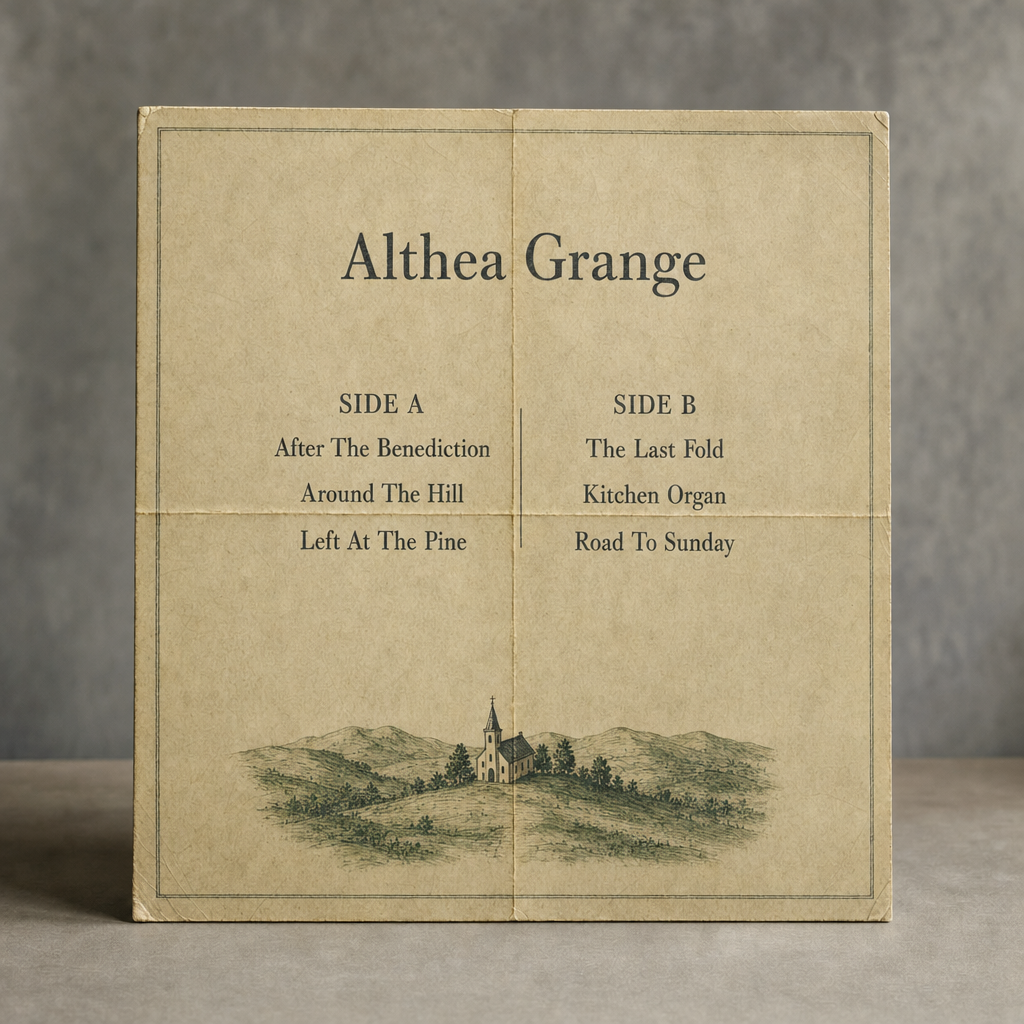 Althea Grange
SIDE A
After The Benediction
Around The Hill
Left At The Pine
SIDE B
The Last Fold
Kitchen Organ
Road To Sunday